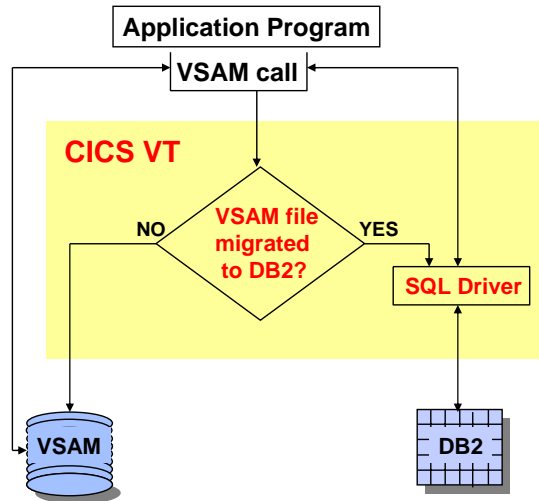 Application Program
VSAM call
CICS VT
NO
VSAM file
migrated
to DB2?
YES
SQL Driver
VSAM
DB2